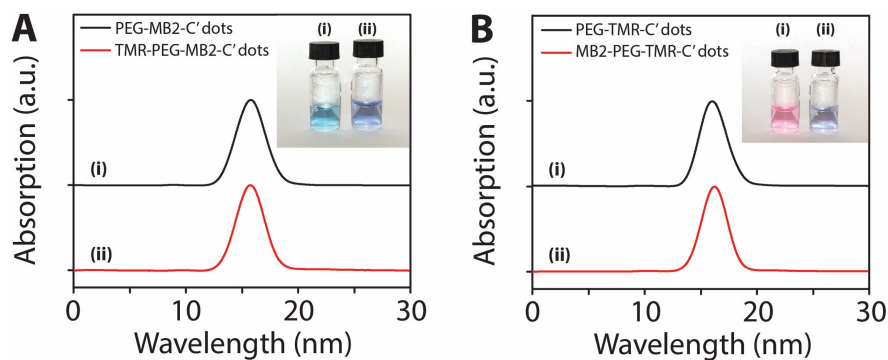 A
PEG-MB2-C' dots
TMR-PEG-MB2-C' dots
(i) (ii)
Absorption (a.u.)
(i)
(ii)
0 10 20 30
Wavelength (nm)
B
PEG-TMR-C' dots
MB2-PEG-TMR-C' dots
(i) (ii)
Absorption (a.u.)
(i)
(ii)
0 10 20 30
Wavelength (nm)